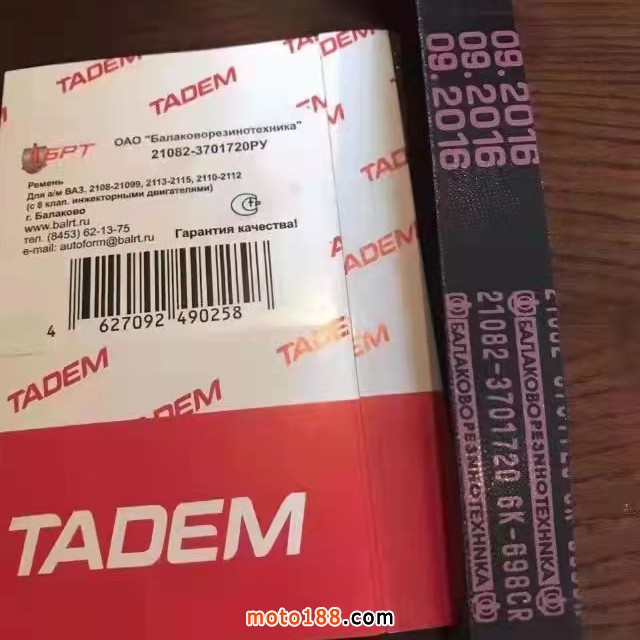 TADEM
БРТ
ОАО "Балаковорезинотехника"
21082-3701720РУ
Ремень
Для а/м ВАЗ. 2108-21099, 2113-2115, 2110-2112
(с 8 клап. инжекторными двигателями)
г. Балаково
www.balrt.ru
тел. (8453) 62-13-75
e-mail: autoform@balrt.ru
Гарантия качества!
4 627092 490258
TADEM
TADEM
TADEM
TADEM
TADEM
TADEM
09.2016
09.2016
09.2016
21082-3701720 6K-698CR
БАЛАКОВОРЕЗИНОТЕХНИКА
БАЛАКОВОРЕЗИНОТЕХНИКА
moto188.com